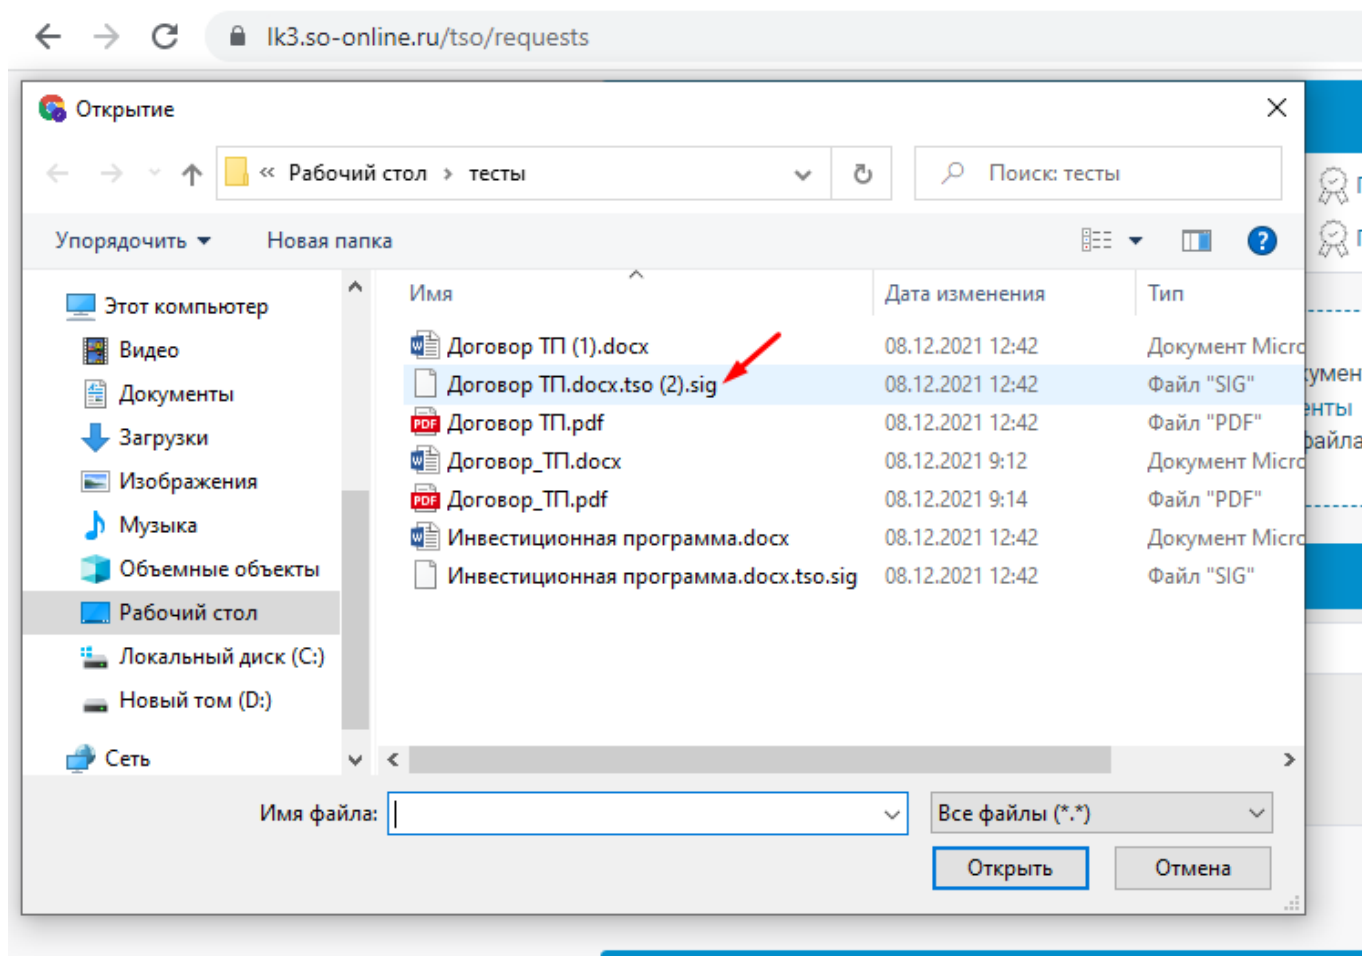 lk3.so-online.ru/tso/requests
Открытие
« Рабочий стол › тесты
Поиск: тесты
Упорядочить
Новая папка
Имя
Дата изменения
Тип
Этот компьютер
Видео
Документы
Загрузки
Изображения
Музыка
Объемные объекты
Рабочий стол
Локальный диск (C:)
Новый том (D:)
Сеть
Договор ТП (1).docx 08.12.2021 12:42 Документ Micro
Договор ТП.docx.tso (2).sig 08.12.2021 12:42 Файл "SIG"
Договор ТП.pdf 08.12.2021 12:42 Файл "PDF"
Договор_ТП.docx 08.12.2021 9:12 Документ Micro
Договор_ТП.pdf 08.12.2021 9:14 Файл "PDF"
Инвестиционная программа.docx 08.12.2021 12:42 Документ Micro
Инвестиционная программа.docx.tso.sig 08.12.2021 12:42 Файл "SIG"
Имя файла:
Все файлы (*.*)
Открыть
Отмена